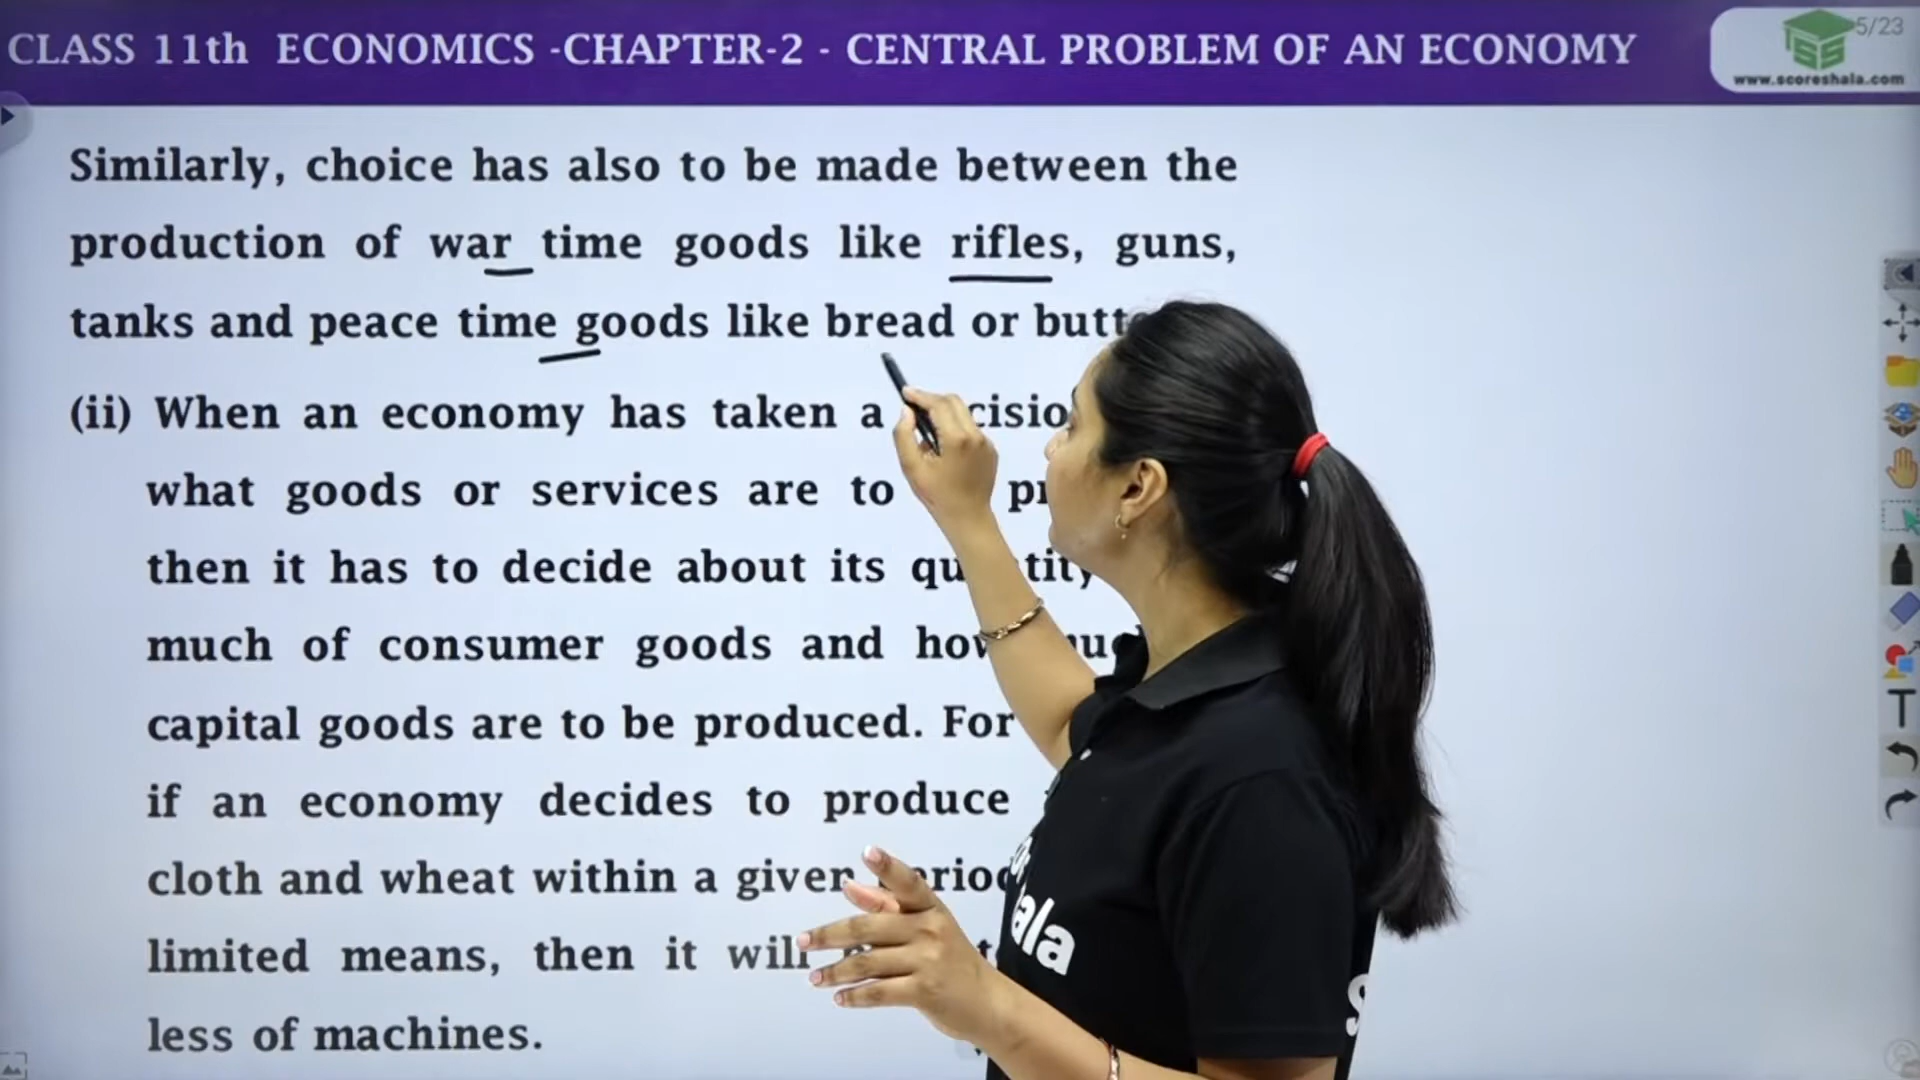 CLASS 11th ECONOMICS -CHAPTER-2 - CENTRAL PROBLEM OF AN ECONOMY
5/23
www.scoreshala.com
Similarly, choice has also to be made between the
production of war time goods like rifles, guns,
tanks and peace time goods like bread or
(ii) When an economy has taken a
what goods or services are to
then it has to decide about its
much of consumer goods and
capital goods are to be produced. For
if an economy decides to produce
cloth and wheat within a given
limited means, then it will
less of machines.
T